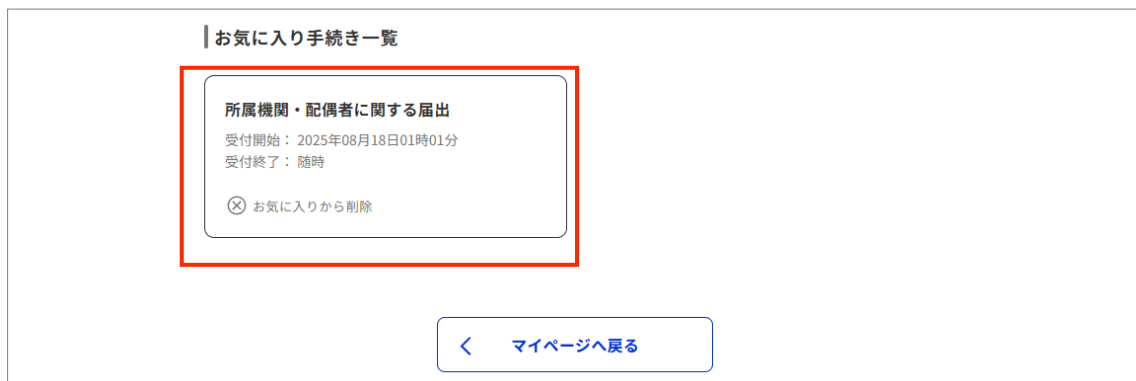 お気に入り手続き一覧
所属機関・配偶者に関する届出
受付開始： 2025年08月18日01時01分
受付終了： 随時
お気に入りから削除
マイページへ戻る